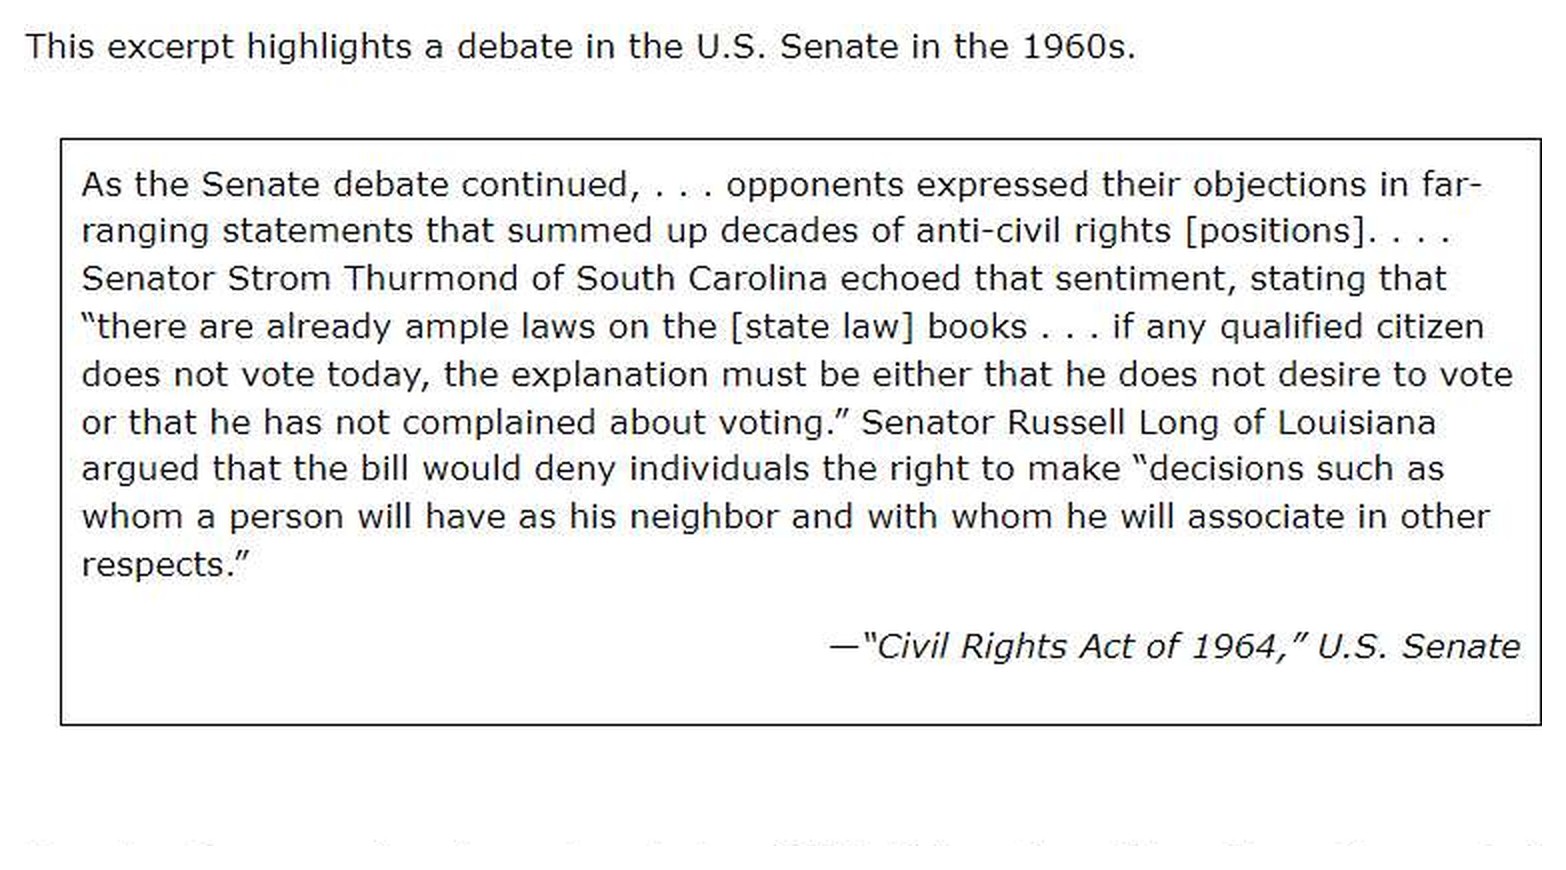 This excerpt highlights a debate in the U.S. Senate in the 1960s.
As the Senate debate continued, . . . opponents expressed their objections in far-
ranging statements that summed up decades of anti-civil rights [positions]. . . .
Senator Strom Thurmond of South Carolina echoed that sentiment, stating that
“there are already ample laws on the [state law] books . . . if any qualified citizen
does not vote today, the explanation must be either that he does not desire to vote
or that he has not complained about voting.” Senator Russell Long of Louisiana
argued that the bill would deny individuals the right to make “decisions such as
whom a person will have as his neighbor and with whom he will associate in other
respects.”
—“Civil Rights Act of 1964,” U.S. Senate